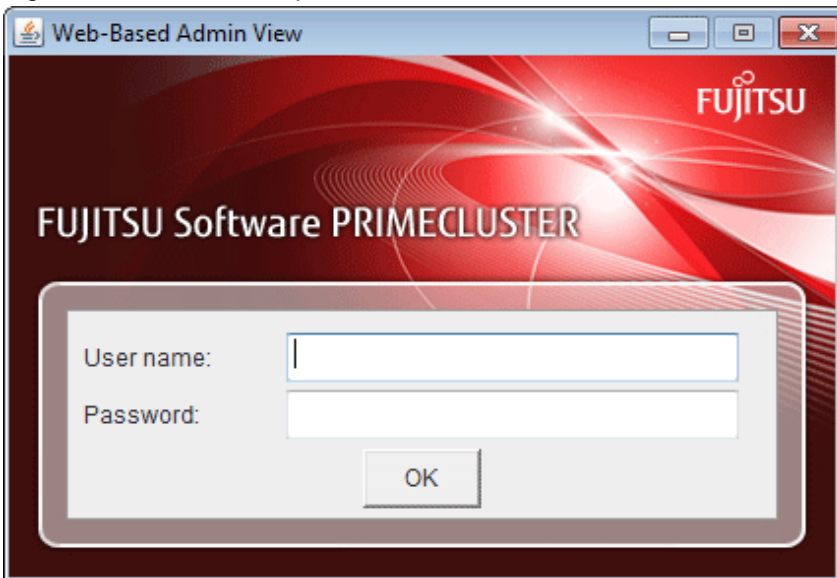 Web-Based Admin View
FUJITSU
FUJITSU Software PRIMECLUSTER
User name:
Password:
OK